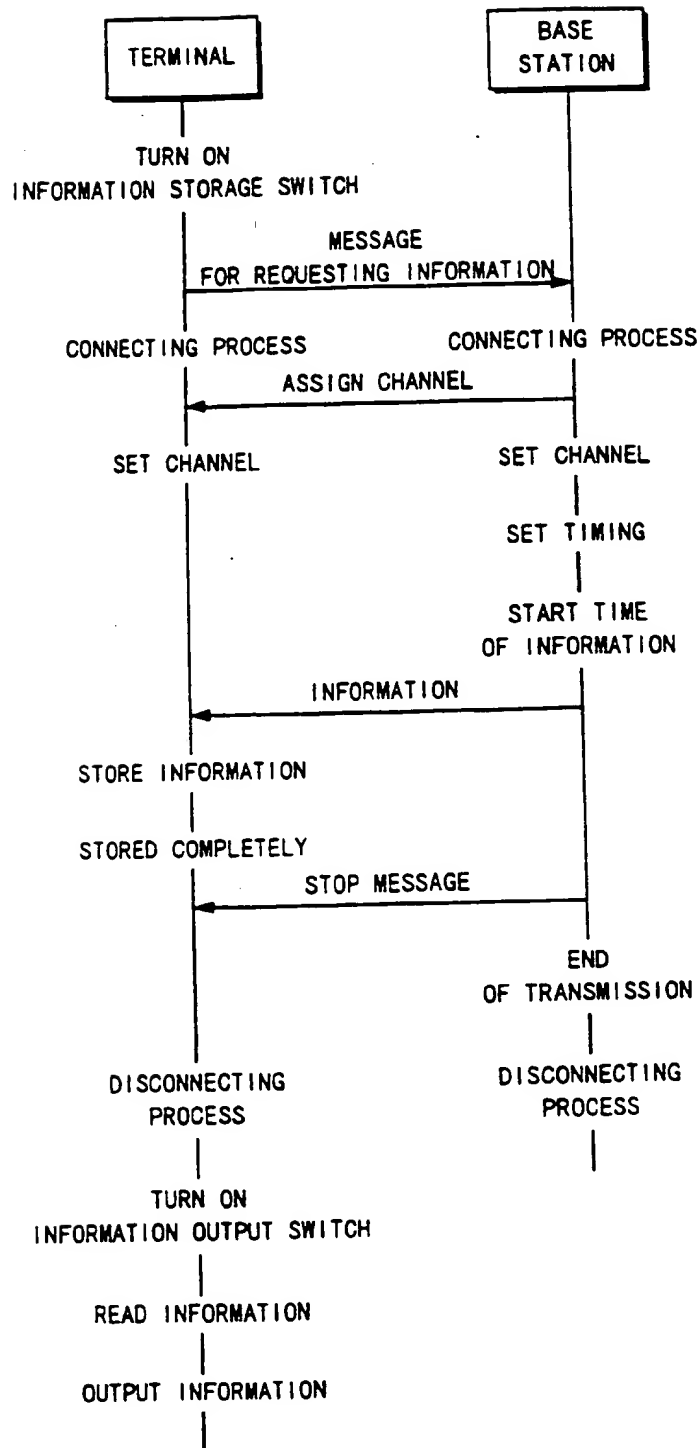 TERMINAL
BASE
STATION
TURN ON
INFORMATION STORAGE SWITCH
MESSAGE
FOR REQUESTING INFORMATION
CONNECTING PROCESS
CONNECTING PROCESS
ASSIGN CHANNEL
SET CHANNEL
SET CHANNEL
SET TIMING
START TIME
OF INFORMATION
INFORMATION
STORE INFORMATION
STORED COMPLETELY
STOP MESSAGE
END
OF TRANSMISSION
DISCONNECTING
PROCESS
DISCONNECTING
PROCESS
TURN ON
INFORMATION OUTPUT SWITCH
READ INFORMATION
OUTPUT INFORMATION